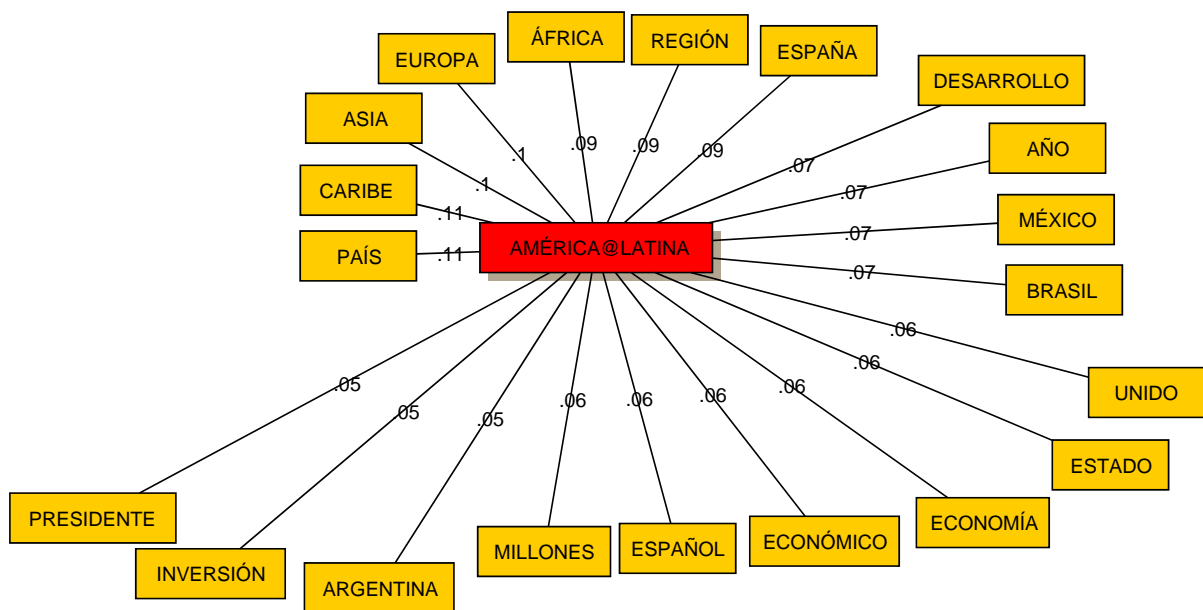 ÁFRICA
REGIÓN
ESPAÑA
EUROPA
DESARROLLO
ASIA
AÑO
CARIBE
MÉXICO
PAÍS
AMÉRICA@LATINA
BRASIL
UNIDO
ESTADO
ECONOMÍA
ECONÓMICO
ESPAÑOL
MILLONES
ARGENTINA
INVERSIÓN
PRESIDENTE
.1
.09
.09
.09
.07
.1
.07
.11
.07
.11
.07
.06
.06
.06
.06
.06
.06
.05
.05
.05